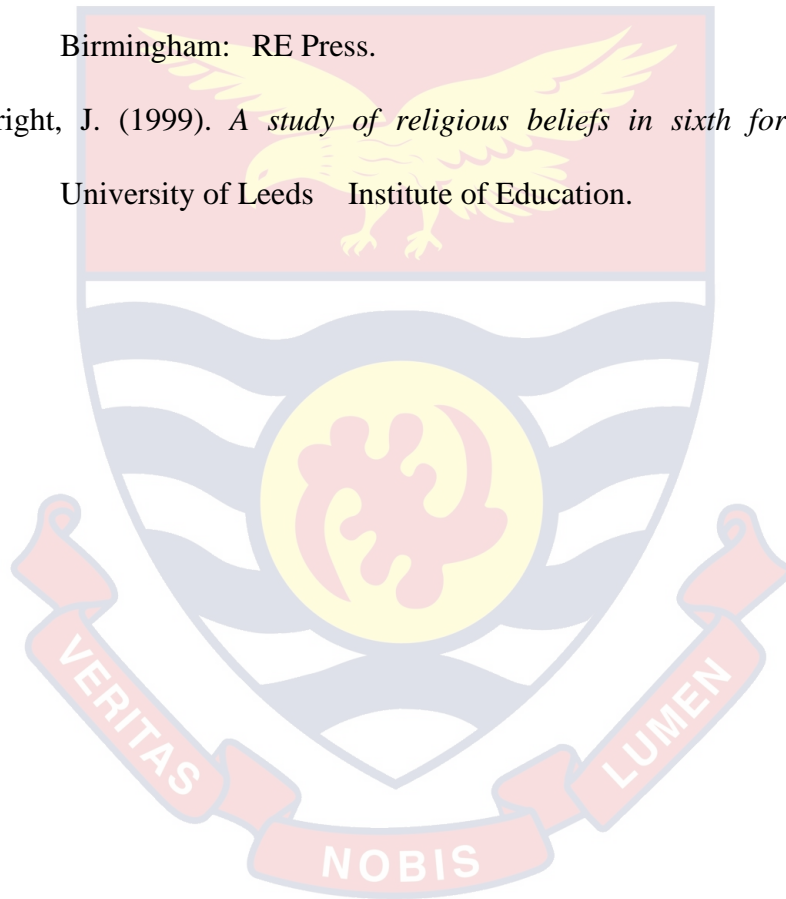 Birmingham: RE Press.
right, J. (1999). A study of religious beliefs in sixth for
University of Leeds Institute of Education.
VERITAS
NOBIS
LUMEN